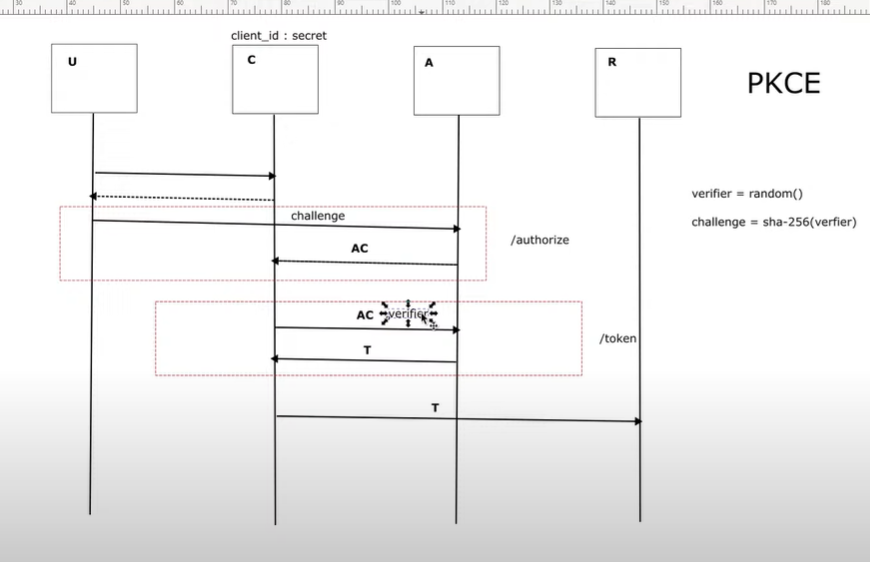 30 40 50 60 70 80 90 100 110 120 130 140 150 160 170 180
client_id : secret
U
C
A
R
PKCE
verifier = random()
challenge
challenge = sha-256(verfier)
/authorize
AC
AC verifier
/token
T
T